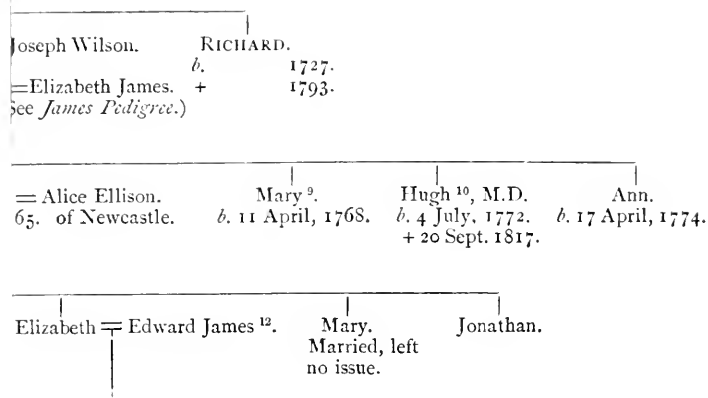 Joseph Wilson. RICHARD.
b. 1727.
=Elizabeth James. + 1793.
See James Pedigree.)
= Alice Ellison. Mary 9. Hugh 10, M.D. Ann.
65. of Newcastle. b. 11 April, 1768. b. 4 July, 1772. b. 17 April, 1774.
+ 20 Sept. 1817.
Elizabeth = Edward James 12. Mary. Jonathan.
Married, left
no issue.